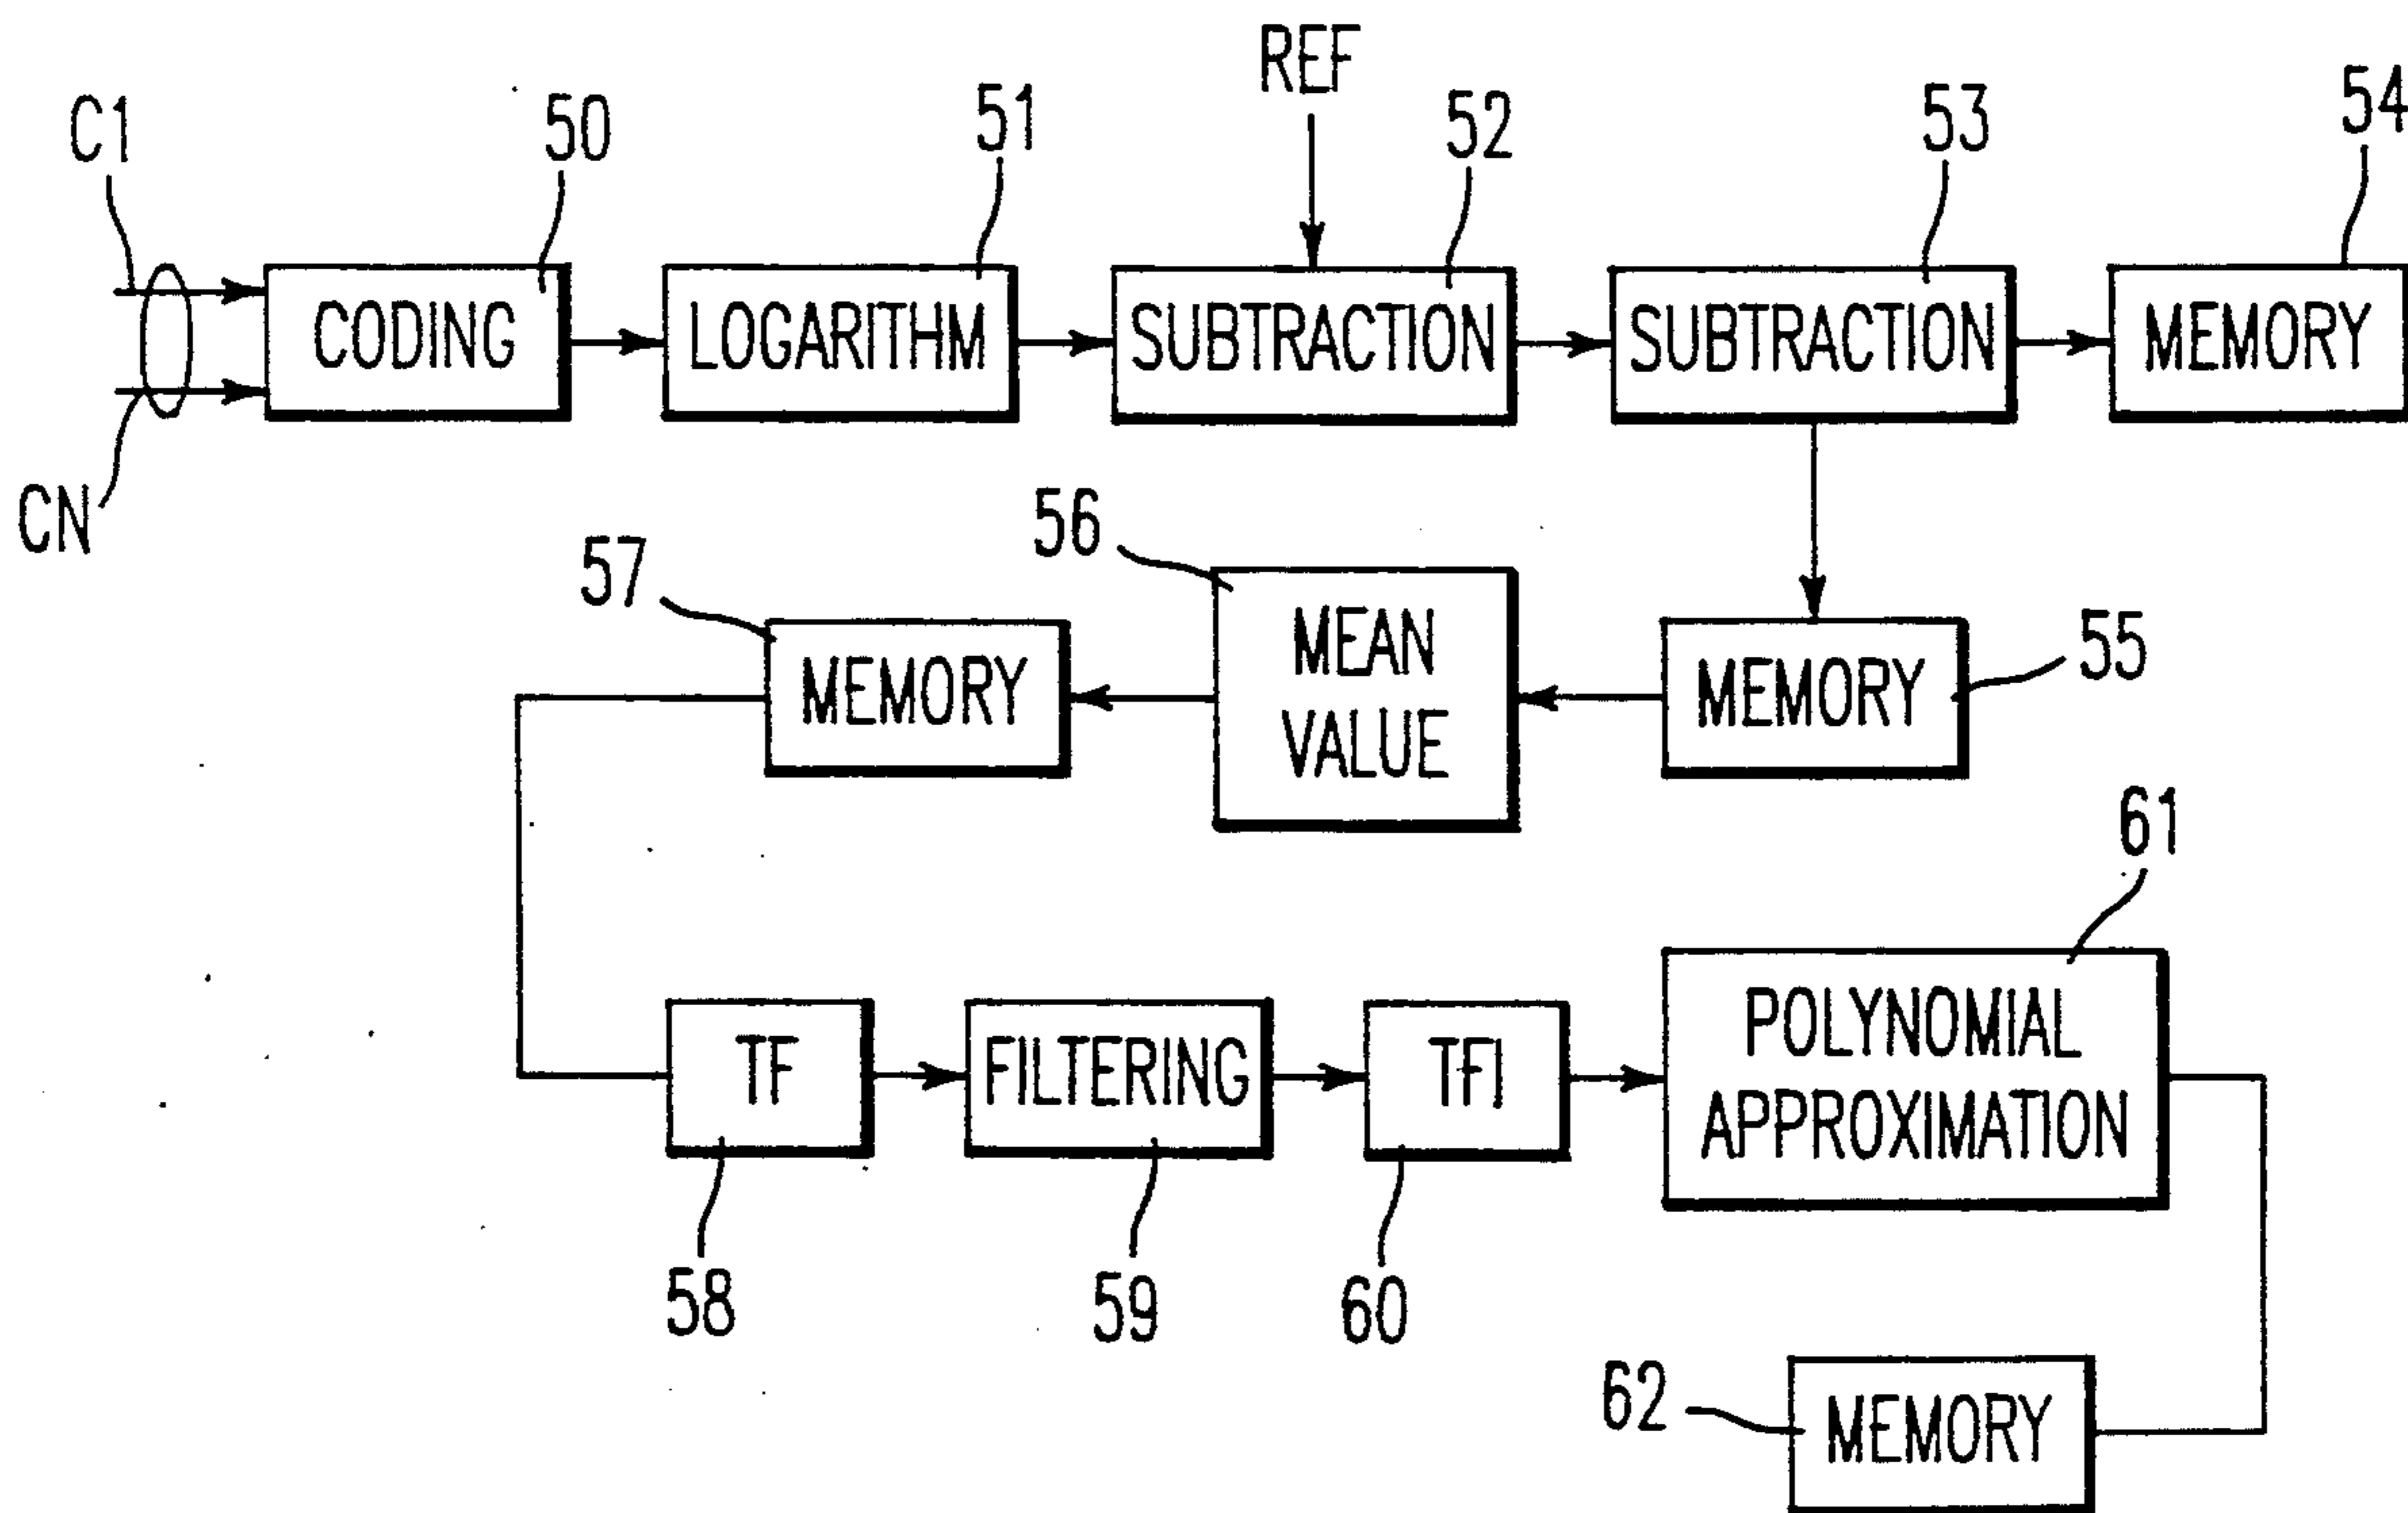 REF
C1
50
51
52
53
54
CODING
LOGARITHM
SUBTRACTION
SUBTRACTION
MEMORY
CN
57
56
55
MEMORY
MEAN
VALUE
MEMORY
61
TF
FILTERING
TFI
POLYNOMIAL
APPROXIMATION
58
59
60
62
MEMORY